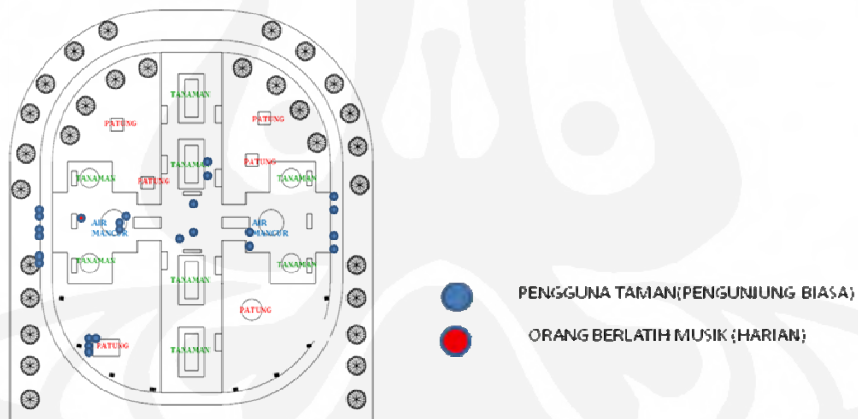 TANAMAN
PATUNG
PATUNG
TANAMAN
PATUNG
TANAMAN
PATUNG
TANAMAN
AIR
MANCUR
AIR
MANCUR
TANAMAN
TANAMAN
TANAMAN
PATUNG
PATUNG
TANAMAN
PENGGUNA TAMAN(PENGUNJUNG BIASA)
ORANG BERLATIH MUSIK (HARIAN)